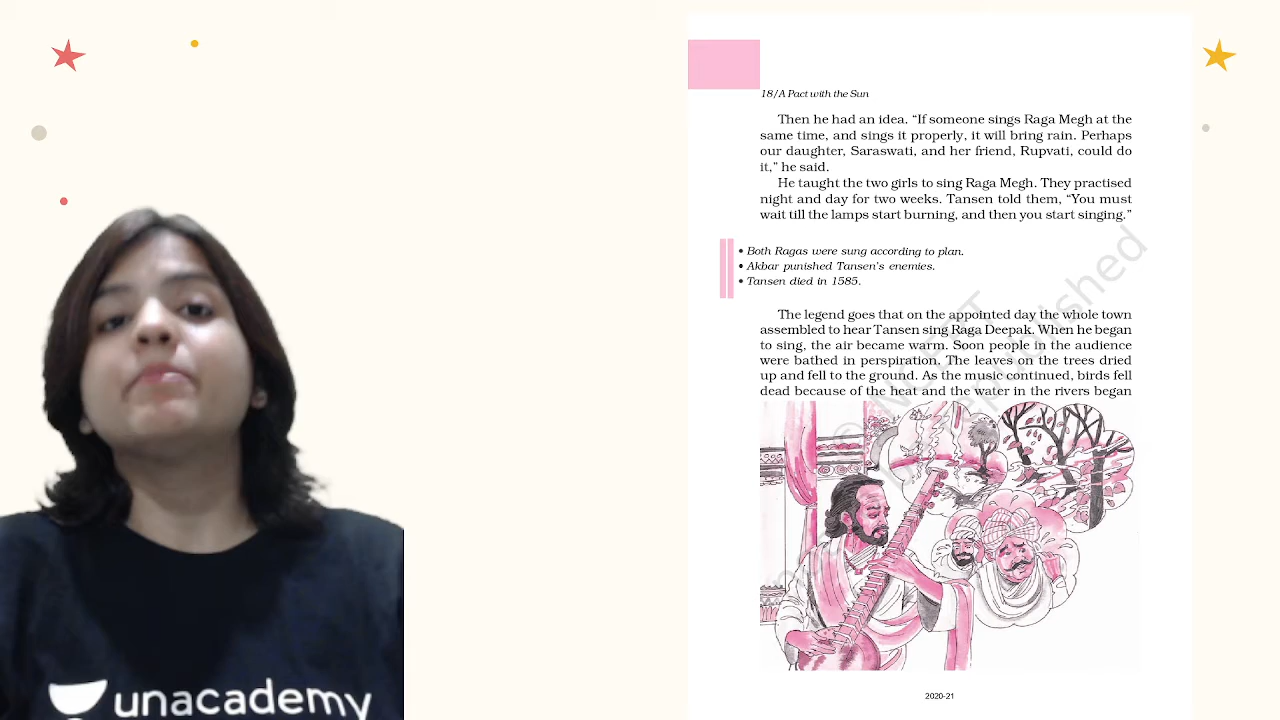 18/A Pact with the Sun
Then he had an idea. “If someone sings Raga Megh at the
same time, and sings it properly, it will bring rain. Perhaps
our daughter, Saraswati, and her friend, Rupvati, could do
it,” he said.
He taught the two girls to sing Raga Megh. They practised
night and day for two weeks. Tansen told them, “You must
wait till the lamps start burning, and then you start singing.”
• Both Ragas were sung according to plan.
• Akbar punished Tansen’s enemies.
• Tansen died in 1585.
The legend goes that on the appointed day the whole town
assembled to hear Tansen sing Raga Deepak. When he began
to sing, the air became warm. Soon people in the audience
were bathed in perspiration. The leaves on the trees dried
up and fell to the ground. As the music continued, birds fell
dead because of the heat and the water in the rivers began
2020-21
unacademy